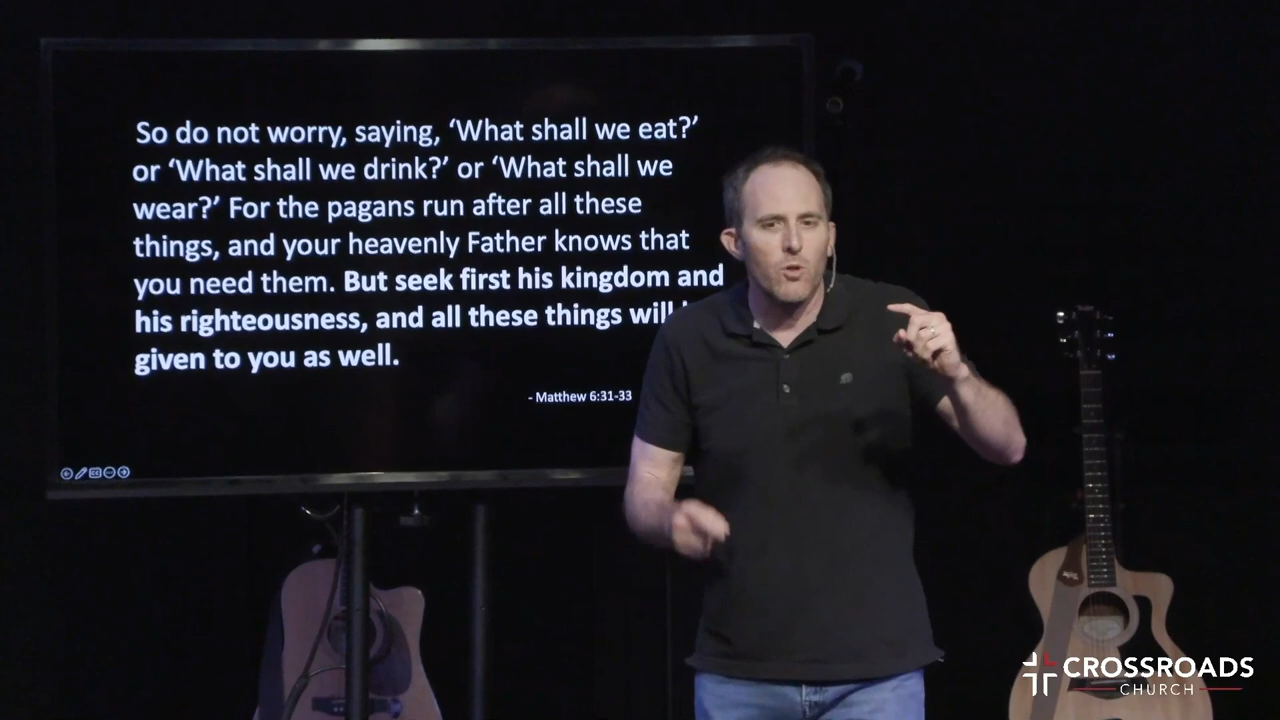 So do not worry, saying, ‘What shall we eat?’
or ‘What shall we drink?’ or ‘What shall we
wear?’ For the pagans run after all these
things, and your heavenly Father knows that
you need them. But seek first his kingdom and
his righteousness, and all these things will
given to you as well.
- Matthew 6:31-33
CROSSROADS
CHURCH